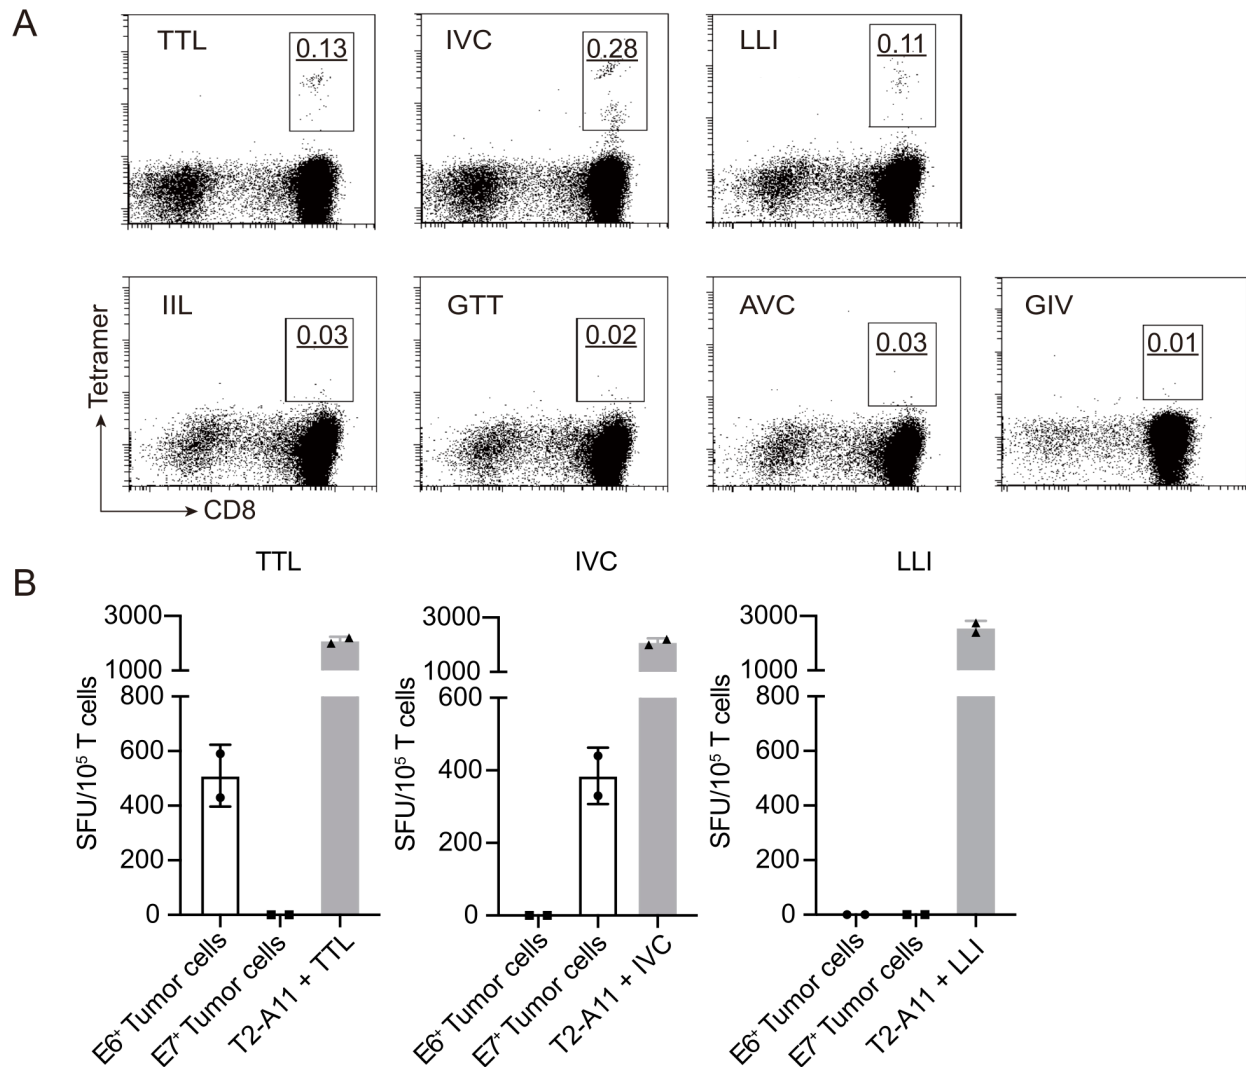 A
TTL
0.13
IVC
0.28
LLI
0.11
IIL
0.03
GTT
0.02
AVC
0.03
GIV
0.01
Tetramer
CD8
B
TTL
SFU/10⁵ T cells
3000
1000
800
600
400
200
0
E6⁺ Tumor cells
E7⁺ Tumor cells
T2-A11 + TTL
IVC
SFU/10⁵ T cells
3000
1000
600
400
200
0
E6⁺ Tumor cells
E7⁺ Tumor cells
T2-A11 + IVC
LLI
SFU/10⁵ T cells
3000
1000
800
600
400
200
0
E6⁺ Tumor cells
E7⁺ Tumor cells
T2-A11 + LLI